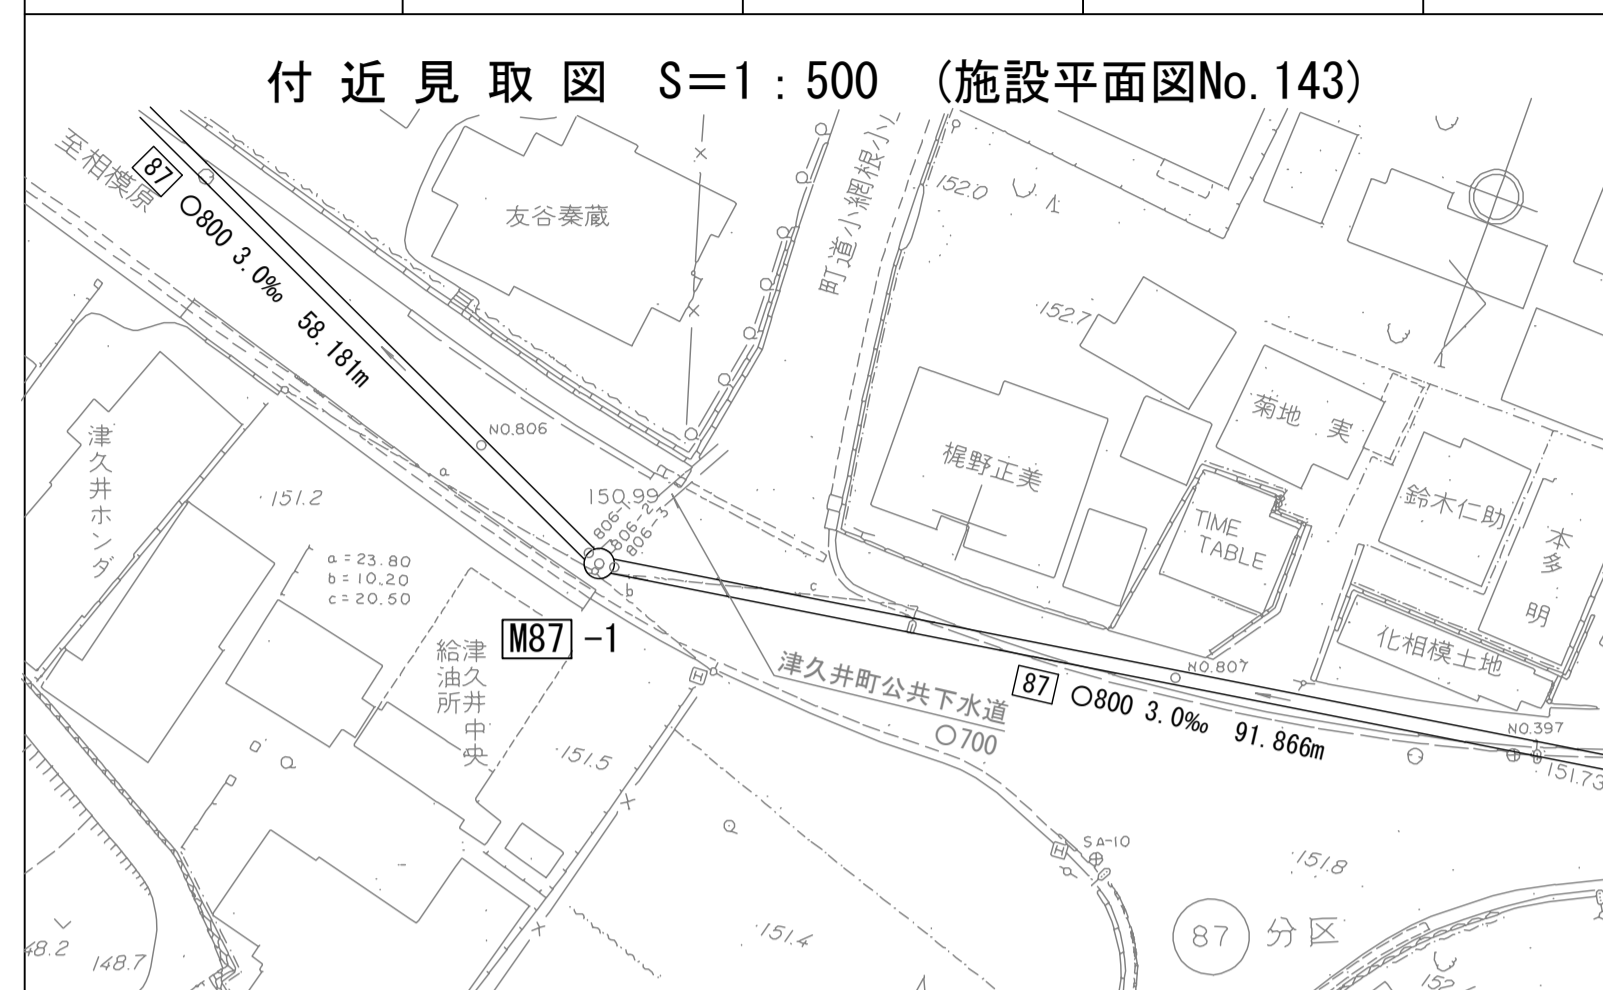 付近見取図 S=1:500 (施設平面図No.143)
至相模原
87 ○800 3.0‰ 58.181m
友谷秦蔵
町道小網根小
152.0
152.7
NO.806
a
150.99
806-1
806-2
806-3
津久井ホンダ
151.2
a=23.80
b=10.20
c=20.50
b
c
M87 -1
津久井中央
給油所
梶野正美
菊地 実
TIME
TABLE
鈴木仁助
本多 明
化相模土地
NO.807
津久井町公共下水道
○700
87 ○800 3.0‰ 91.866m
NO.397
151.73
151.5
SA-10
151.8
151.4
87 分区
48.2
148.7
152